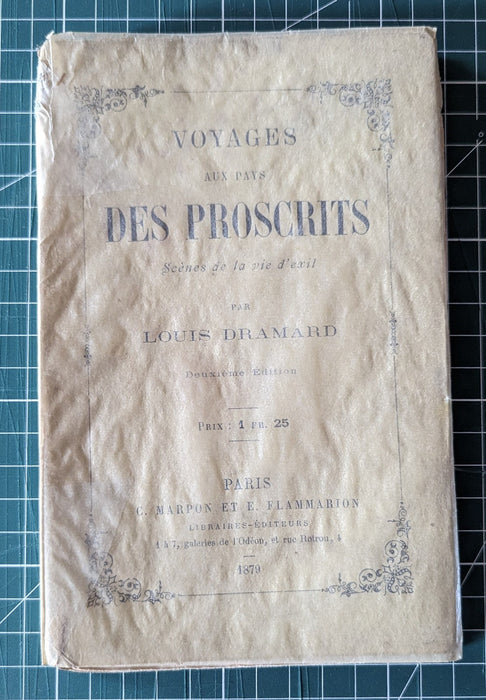 VOYAGES
AUX PAYS
DES PROSCRITS
Scènes de la vie d'exil
PAR
LOUIS DRAMARD
Deuxième Edition
PRIX : 1 FR. 25
PARIS
C. MARPON ET E. FLAMMARION
LIBRAIRES-ÉDITEURS
1 à 7, galeries de l'Odéon, et rue Rotrou, 4
1879